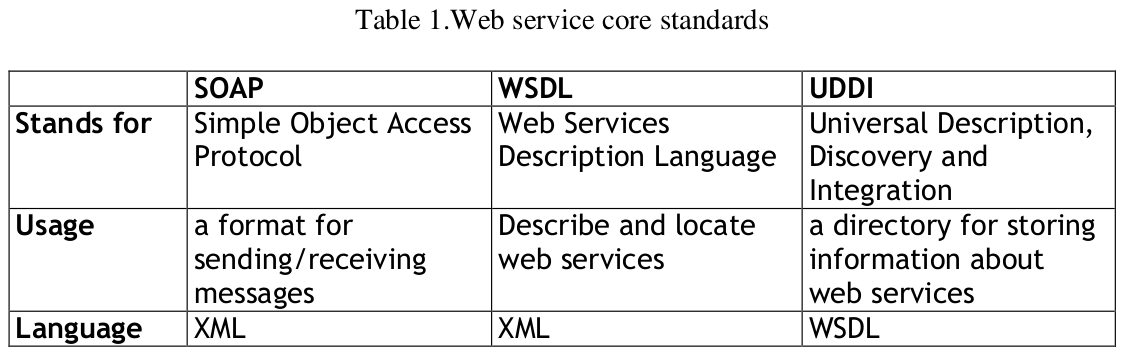 Table 1.Web service core standards
SOAP WSDL UDDI
Stands for Simple Object Access Web Services Universal Description,
Protocol Description Language Discovery and
Integration
Usage a format for Describe and locate a directory for storing
sending/receiving web services information about
messages web services
Language XML XML WSDL